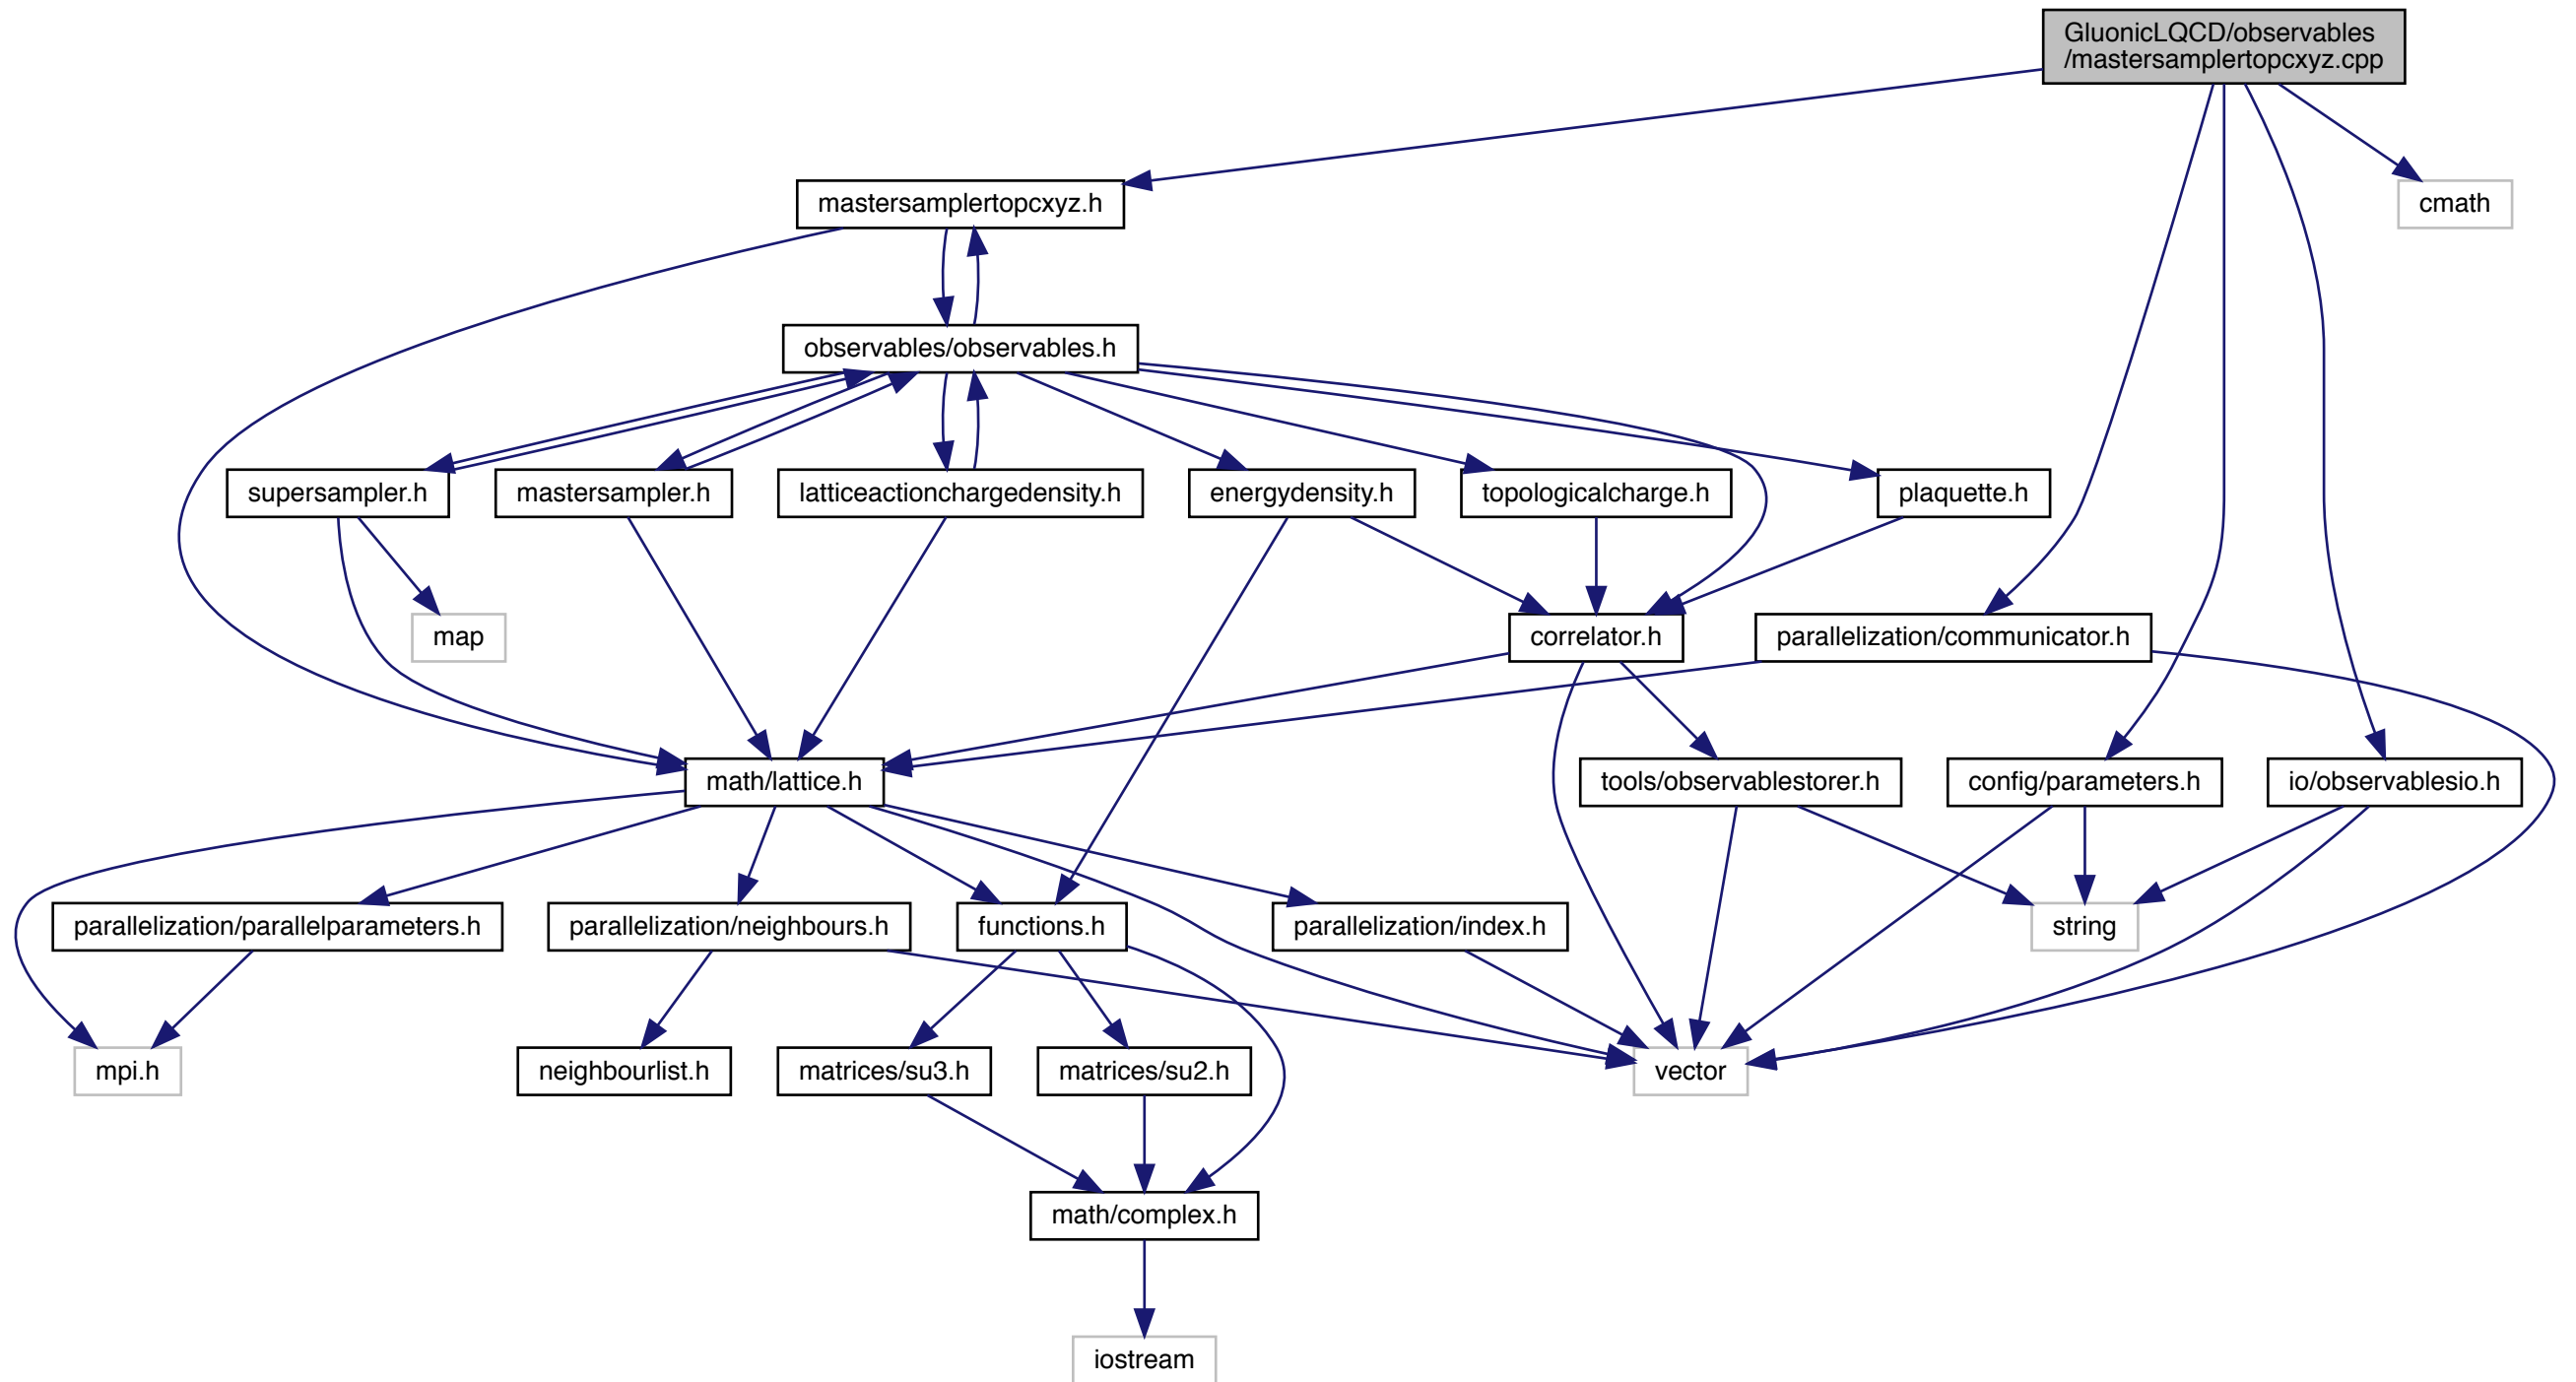 GluonicLQCD/observables
/mastersamplertopcxyz.cpp
mastersamplertopcxyz.h
cmath
observables/observables.h
supersampler.h
mastersampler.h
latticeactionchargedensity.h
energydensity.h
topologicalcharge.h
plaquette.h
map
correlator.h
parallelization/communicator.h
math/lattice.h
tools/observablestorer.h
config/parameters.h
io/observablesio.h
parallelization/parallelparameters.h
parallelization/neighbours.h
functions.h
parallelization/index.h
string
mpi.h
neighbourlist.h
matrices/su3.h
matrices/su2.h
vector
math/complex.h
iostream